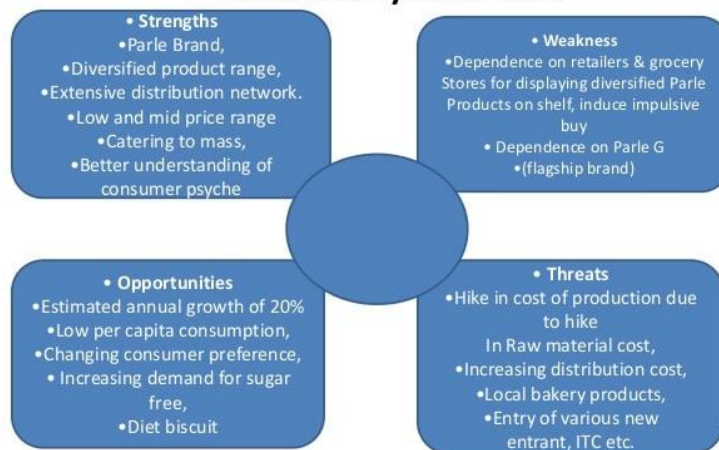 • Strengths
•Parle Brand,
•Diversified product range,
•Extensive distribution network.
•Low and mid price range
•Catering to mass,
•Better understanding of
consumer psyche
• Weakness
•Dependence on retailers & grocery
Stores for displaying diversified Parle
Products on shelf, induce impulsive
buy
• Dependence on Parle G
•(flagship brand)
• Opportunities
•Estimated annual growth of 20%
•Low per capita consumption,
•Changing consumer preference,
• Increasing demand for sugar
free,
•Diet biscuit
• Threats
•Hike in cost of production due
to hike
In Raw material cost,
•Increasing distribution cost,
•Local bakery products,
•Entry of various new
entrant, ITC etc.